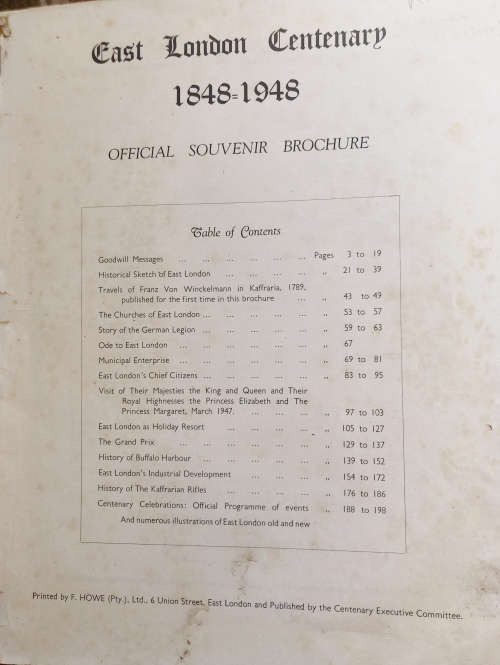 East London Centenary
1848-1948
OFFICIAL SOUVENIR BROCHURE
Table of Contents
Goodwill Messages ... ... ... ... ... ... Pages 3 to 19
Historical Sketch of East London ... ... ... ... „ 21 to 39
Travels of Franz Von Winckelmann in Kaffraria, 1789,
published for the first time in this brochure ... „ 43 to 49
The Churches of East London ... ... ... ... ... „ 53 to 57
Story of the German Legion ... ... ... ... ... „ 59 to 63
Ode to East London ... ... ... ... ... ... „ 67
Municipal Enterprise ... ... ... ... ... ... „ 69 to 81
East London's Chief Citizens ... ... ... ... ... „ 83 to 95
Visit of Their Majesties the King and Queen and Their
Royal Highnesses the Princess Elizabeth and The
Princess Margaret, March 1947. ... ... ... „ 97 to 103
East London as Holiday Resort ... ... ... ... „ 105 to 127
The Grand Prix ... ... ... ... ... ... „ 129 to 137
History of Buffalo Harbour ... ... ... ... ... „ 139 to 152
East London's Industrial Development ... ... ... „ 154 to 172
History of The Kaffrarian Rifles ... ... ... ... „ 176 to 186
Centenary Celebrations: Official Programme of events „ 188 to 198
And numerous illustrations of East London old and new
Printed by F. HOWE (Pty.), Ltd., 6 Union Street, East London and Published by the Centenary Executive Committee.